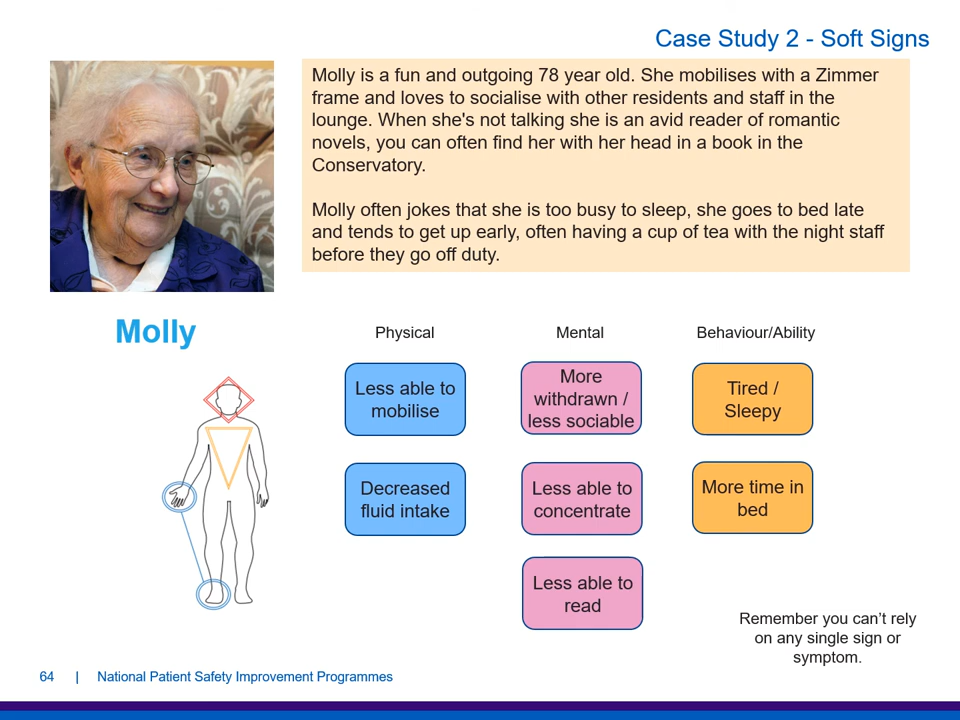 Case Study 2 - Soft Signs
Molly is a fun and outgoing 78 year old. She mobilises with a Zimmer
frame and loves to socialise with other residents and staff in the
lounge. When she's not talking she is an avid reader of romantic
novels, you can often find her with her head in a book in the
Conservatory.
Molly often jokes that she is too busy to sleep, she goes to bed late
and tends to get up early, often having a cup of tea with the night staff
before they go off duty.
Molly
Physical
Mental
Behaviour/Ability
Less able to
mobilise
More
withdrawn /
less sociable
Tired /
Sleepy
Decreased
fluid intake
Less able to
concentrate
More time in
bed
Less able to
read
Remember you can’t rely
on any single sign or
symptom.
64 | National Patient Safety Improvement Programmes